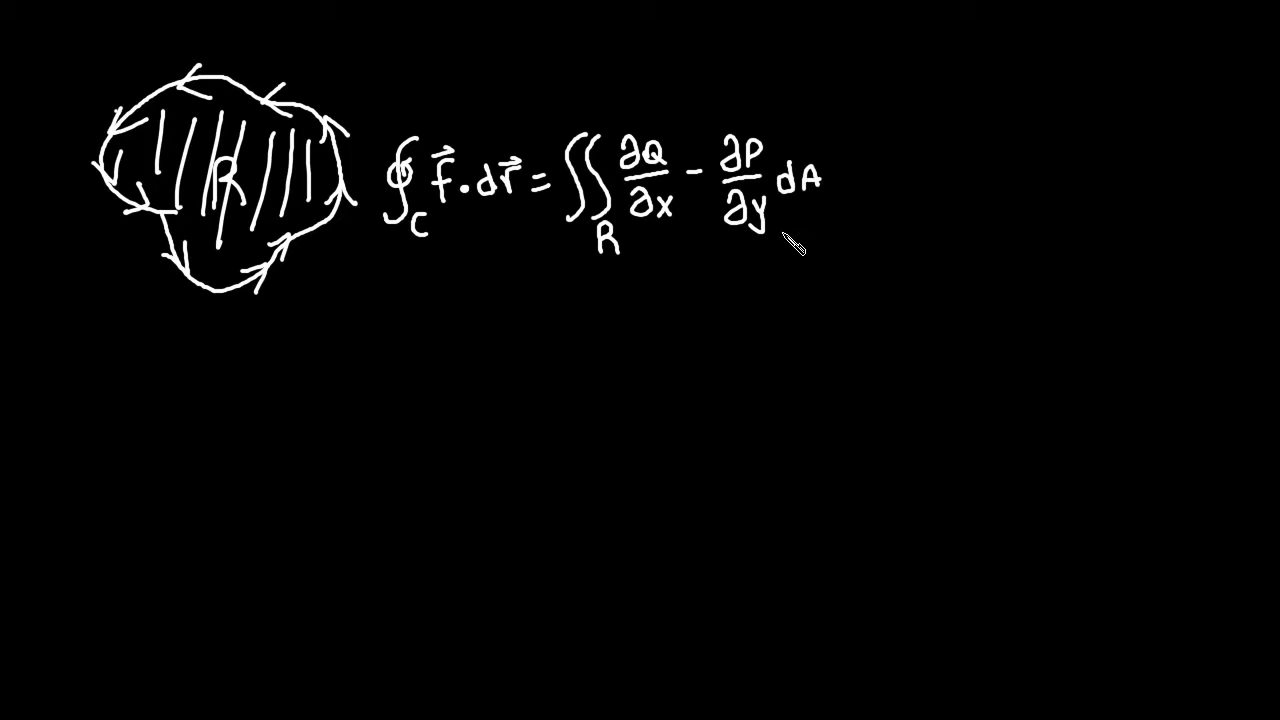 R
∮_C f⃗ · dr⃗ = ∬_R ∂Q/∂x - ∂P/∂y dA